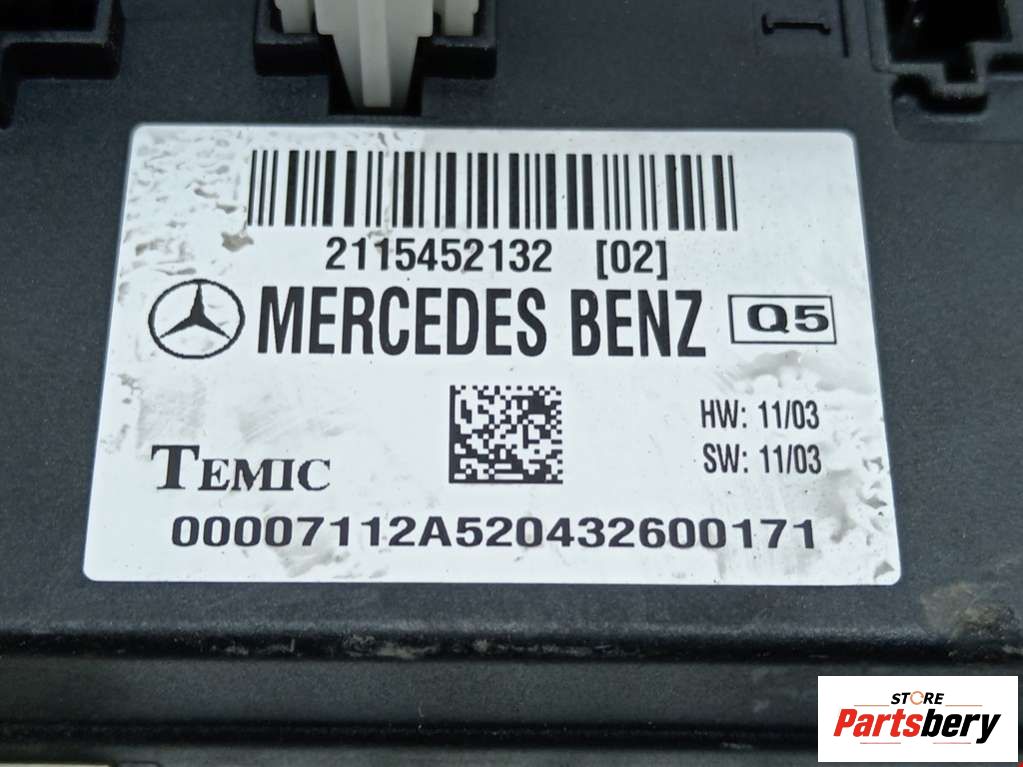 2115452132 [02]
MERCEDES BENZ Q5
HW: 11/03
SW: 11/03
TEMIC
00007112A520432600171
STORE
Partsbery